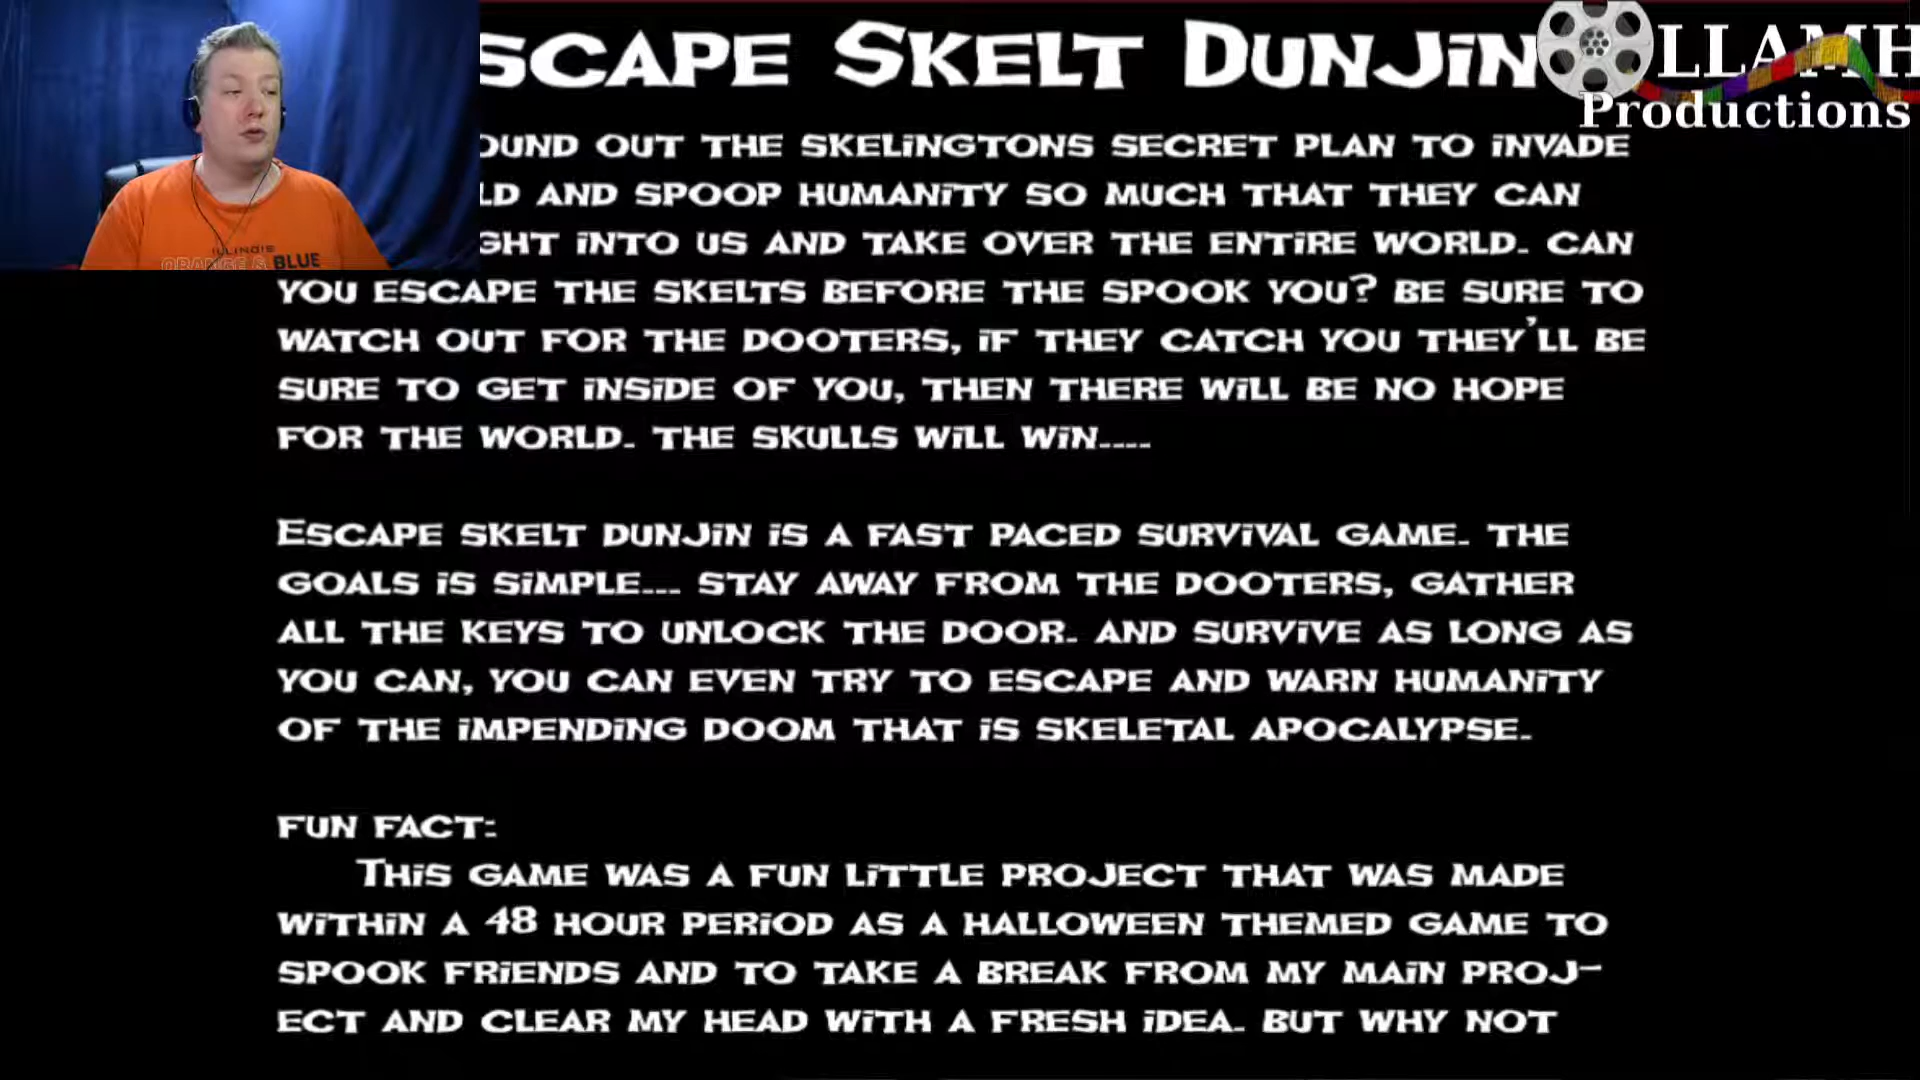 SCAPE SKELT DUNJIN
LLAMH
Productions
OUND OUT THE SKELINGTONS SECRET PLAN TO INVADE
LD AND SPOOP HUMANITY SO MUCH THAT THEY CAN
GHT INTO US AND TAKE OVER THE ENTIRE WORLD. CAN
YOU ESCAPE THE SKELTS BEFORE THE SPOOK YOU? BE SURE TO
WATCH OUT FOR THE DOOTERS, IF THEY CATCH YOU THEY'LL BE
SURE TO GET INSIDE OF YOU, THEN THERE WILL BE NO HOPE
FOR THE WORLD. THE SKULLS WILL WIN....
ILLINOIS
ORANGE & BLUE
ESCAPE SKELT DUNJIN IS A FAST PACED SURVIVAL GAME. THE
GOALS IS SIMPLE... STAY AWAY FROM THE DOOTERS, GATHER
ALL THE KEYS TO UNLOCK THE DOOR. AND SURVIVE AS LONG AS
YOU CAN, YOU CAN EVEN TRY TO ESCAPE AND WARN HUMANITY
OF THE IMPENDING DOOM THAT IS SKELETAL APOCALYPSE.
FUN FACT:
THIS GAME WAS A FUN LITTLE PROJECT THAT WAS MADE
WITHIN A 48 HOUR PERIOD AS A HALLOWEEN THEMED GAME TO
SPOOK FRIENDS AND TO TAKE A BREAK FROM MY MAIN PROJ-
ECT AND CLEAR MY HEAD WITH A FRESH IDEA. BUT WHY NOT